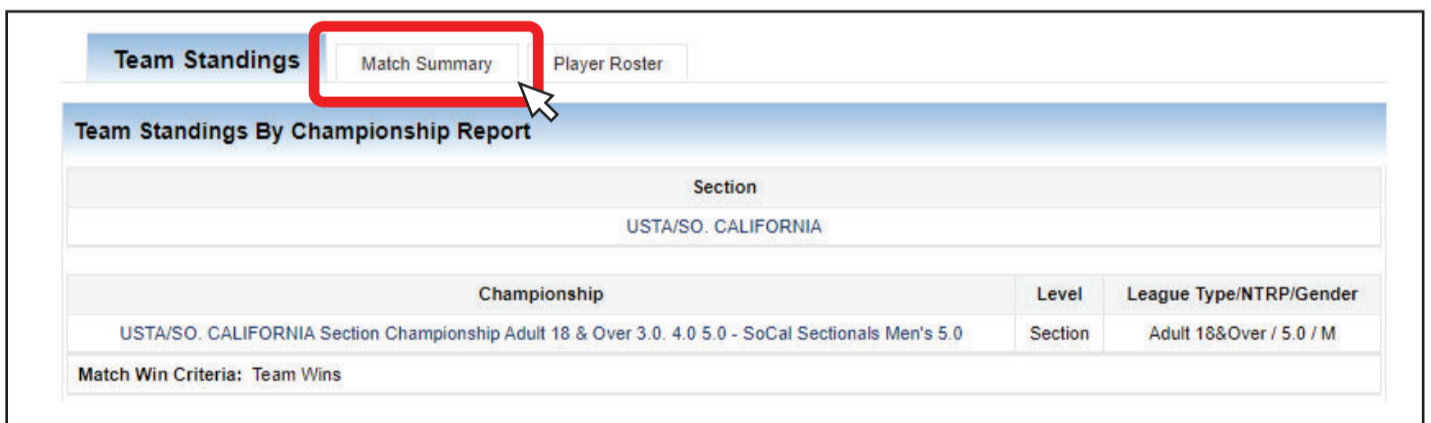 Team Standings Match Summary Player Roster
Team Standings By Championship Report
Section
USTA/SO. CALIFORNIA
Championship Level League Type/NTRP/Gender
USTA/SO. CALIFORNIA Section Championship Adult 18 & Over 3.0. 4.0 5.0 - SoCal Sectionals Men's 5.0 Section Adult 18&Over / 5.0 / M
Match Win Criteria: Team Wins